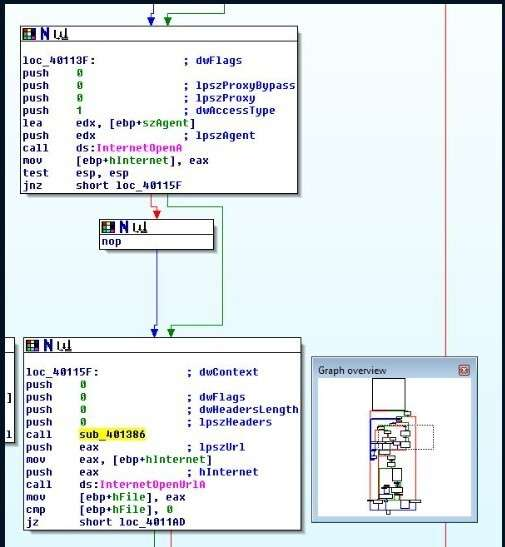 loc_40113F: ; dwFlags
push 0
push 0 ; lpszProxyBypass
push 0 ; lpszProxy
push 1 ; dwAccessType
lea edx, [ebp+szAgent]
push edx ; lpszAgent
call ds:InternetOpenA
mov [ebp+hInternet], eax
test esp, esp
jnz short loc_40115F
nop
loc_40115F: ; dwContext
push 0
push 0 ; dwFlags
push 0 ; dwHeadersLength
push 0 ; lpszHeaders
call sub_401386
push eax ; lpszUrl
mov eax, [ebp+hInternet]
push eax ; hInternet
call ds:InternetOpenUrlA
mov [ebp+hFile], eax
cmp [ebp+hFile], 0
jz short loc_4011AD
]
l
Graph overview